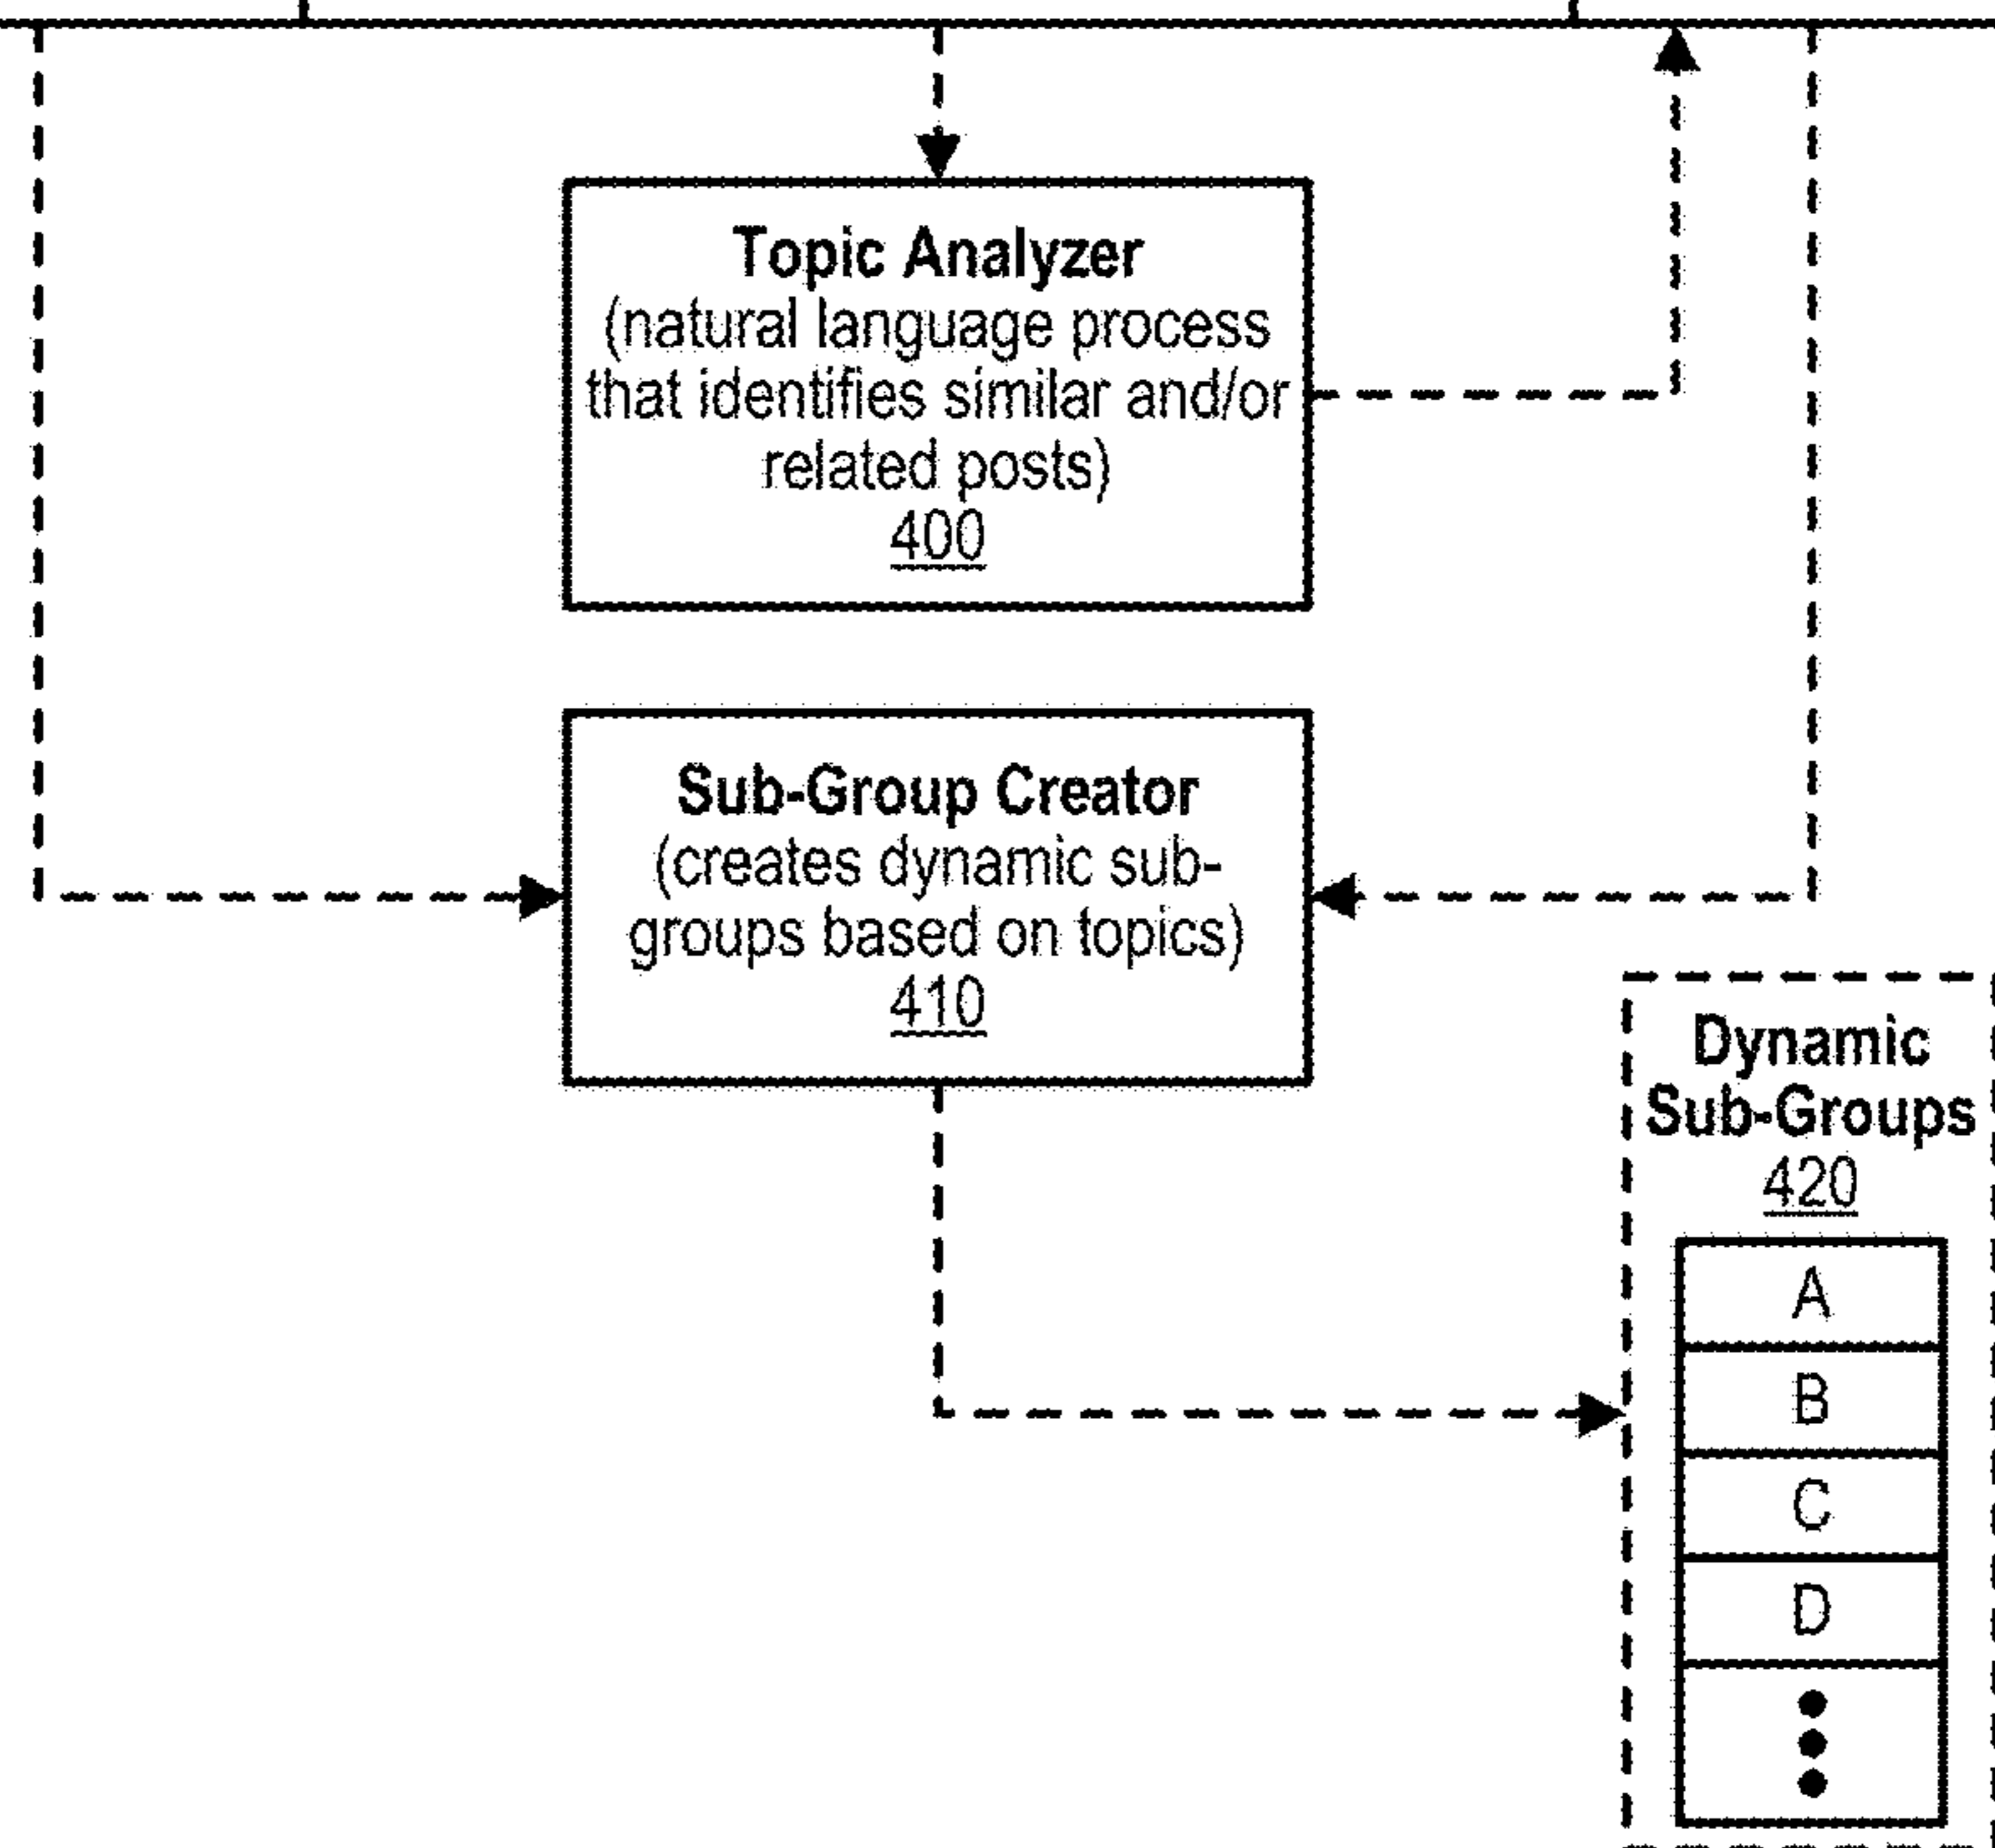 Topic Analyzer
(natural language process
that identifies similar and/or
related posts)
400
Sub-Group Creator
(creates dynamic sub-
groups based on topics)
410
Dynamic
Sub-Groups
420
A
B
C
D